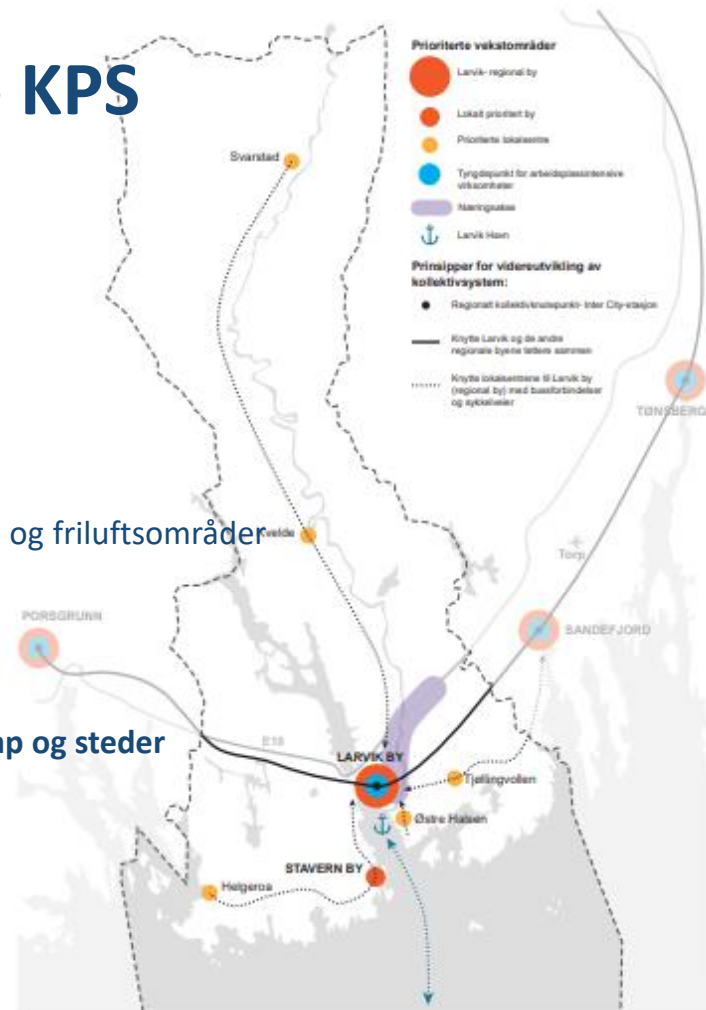 KPS
Prioriterte vekstområder
Larvik- regional by
Lokalt prioritert by
Prioriterte lokalsentre
Tyngdepunkt for arbeidsplassintensive
virksomheter
Næringsakse
Larvik Havn
Prinsipper for videreutvikling av
kollektivsystem:
Regionalt kollektivknutepunkt- Inter City-stasjon
Knytte Larvik og de andre
regionale byene tettere sammen
Knytte lokalsentrene til Larvik by
(regional by) med bussforbindelser
og sykkelveier
Svarstad
TØNSBERG
og friluftsområder
Kvelde
Torp
PORSGRUNN
SANDEFJORD
E18
og steder
LARVIK BY
Tjøllingvollen
Østre Halsen
STAVERN BY
Helgeroa